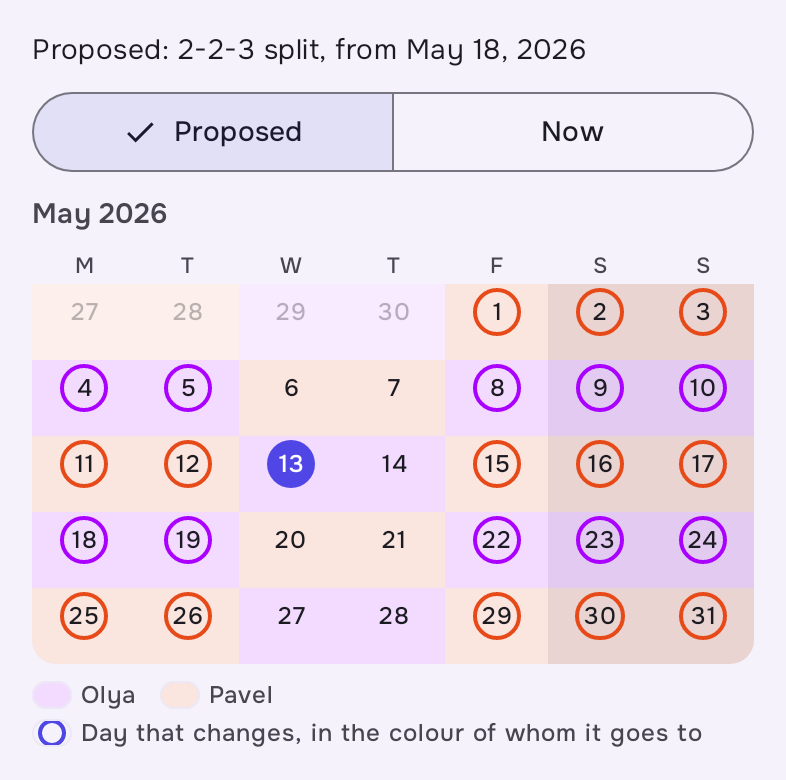 Proposed: 2-2-3 split, from May 18, 2026
Proposed Now
May 2026
M T W T F S S
27 28 29 30 1 2 3
4 5 6 7 8 9 10
11 12 13 14 15 16 17
18 19 20 21 22 23 24
25 26 27 28 29 30 31
Olya Pavel
Day that changes, in the colour of whom it goes to